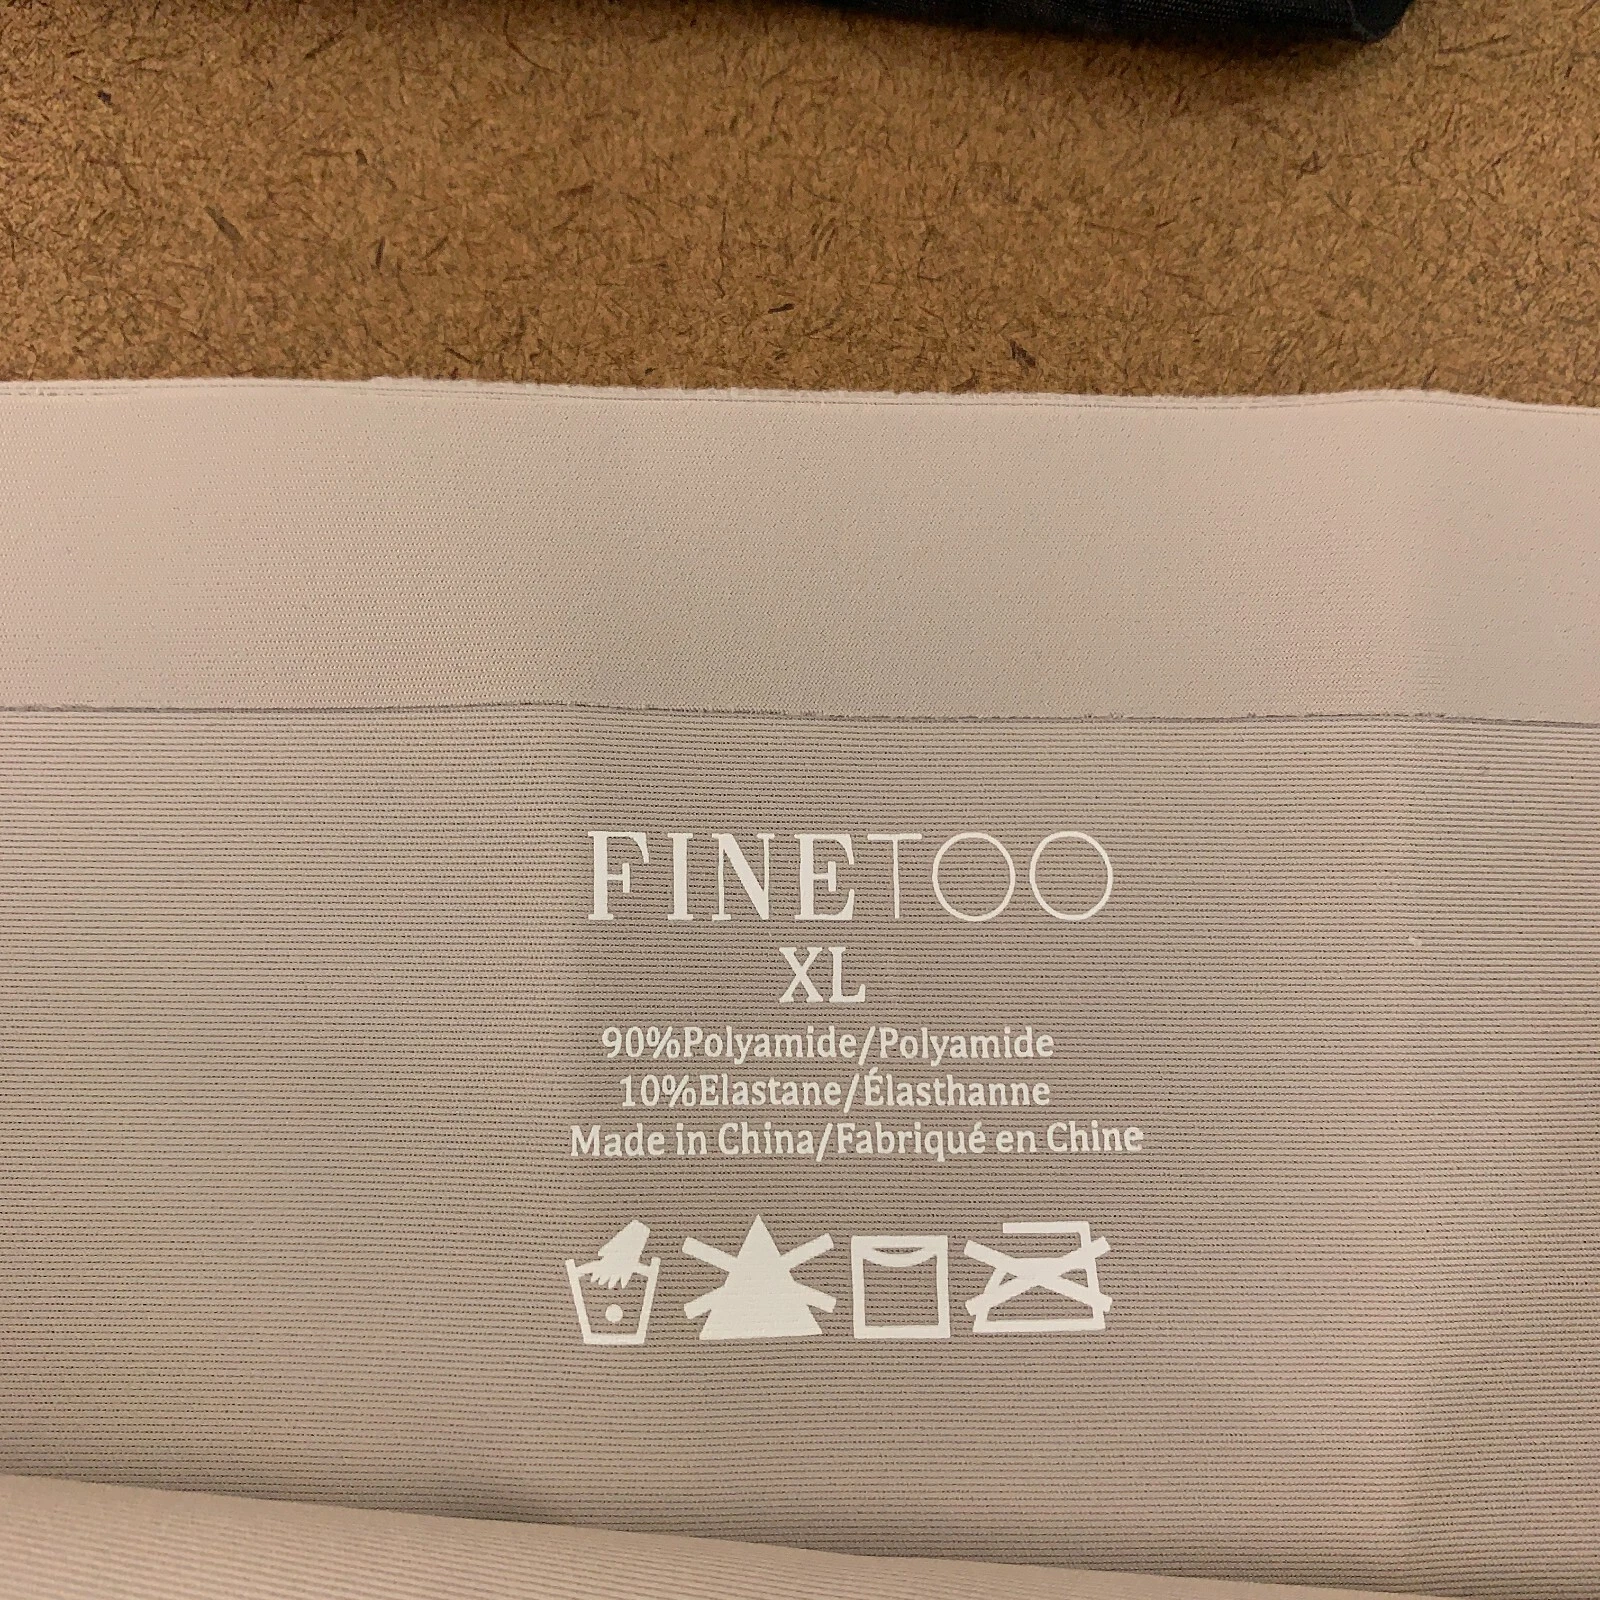 FINETOO
XL
90%Polyamide/Polyamide
10%Elastane/Élasthanne
Made in China/Fabriqué en Chine